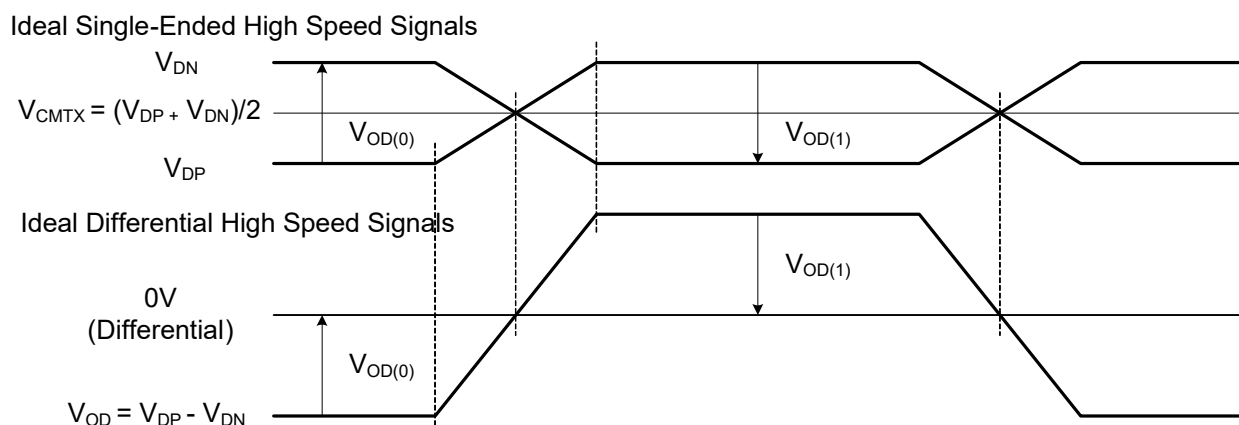 Ideal Single-Ended High Speed Signals
VDN
VCMTX = (VDP + VDN)/2
VOD(0)
VOD(1)
VDP
Ideal Differential High Speed Signals
VOD(1)
0V
(Differential)
VOD(0)
VOD = VDP - VDN